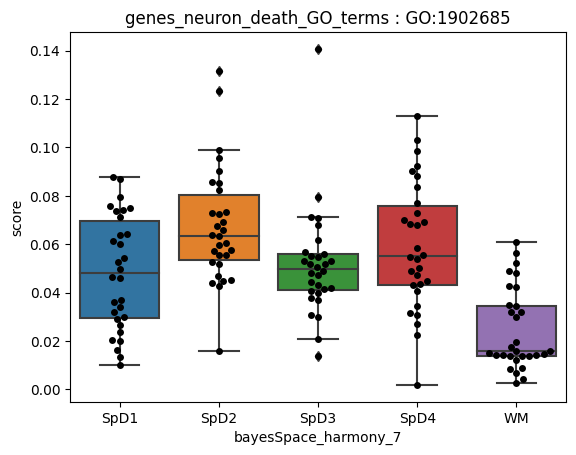 genes_neuron_death_GO_terms : GO:1902685
0.14
0.12
0.10
0.08
0.06
0.04
0.02
0.00
score
SpD1 SpD2 SpD3 SpD4 WM
bayesSpace_harmony_7